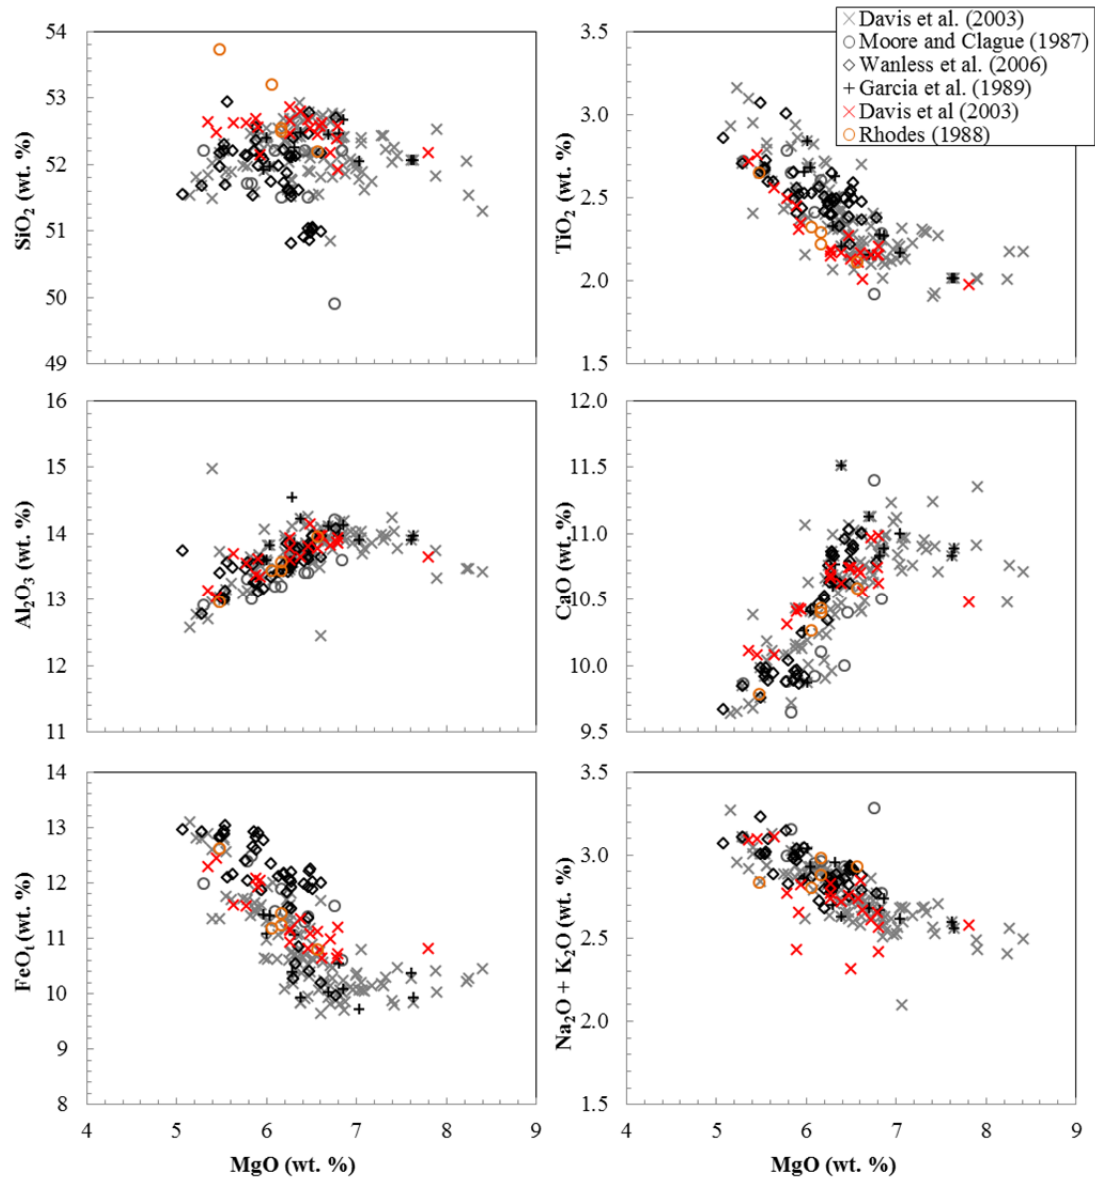 54
53
52
51
50
49
SiO₂ (wt. %)
3.5
3.0
2.5
2.0
1.5
TiO₂ (wt. %)
Davis et al. (2003)
Moore and Clague (1987)
Wanless et al. (2006)
Garcia et al. (1989)
Davis et al (2003)
Rhodes (1988)
16
15
14
13
12
11
Al₂O₃ (wt. %)
12.0
11.5
11.0
10.5
10.0
9.5
CaO (wt. %)
14
13
12
11
10
9
8
FeOₜ (wt. %)
4 5 6 7 8 9
MgO (wt. %)
3.5
3.0
2.5
2.0
1.5
Na₂O + K₂O (wt. %)
4 5 6 7 8 9
MgO (wt. %)